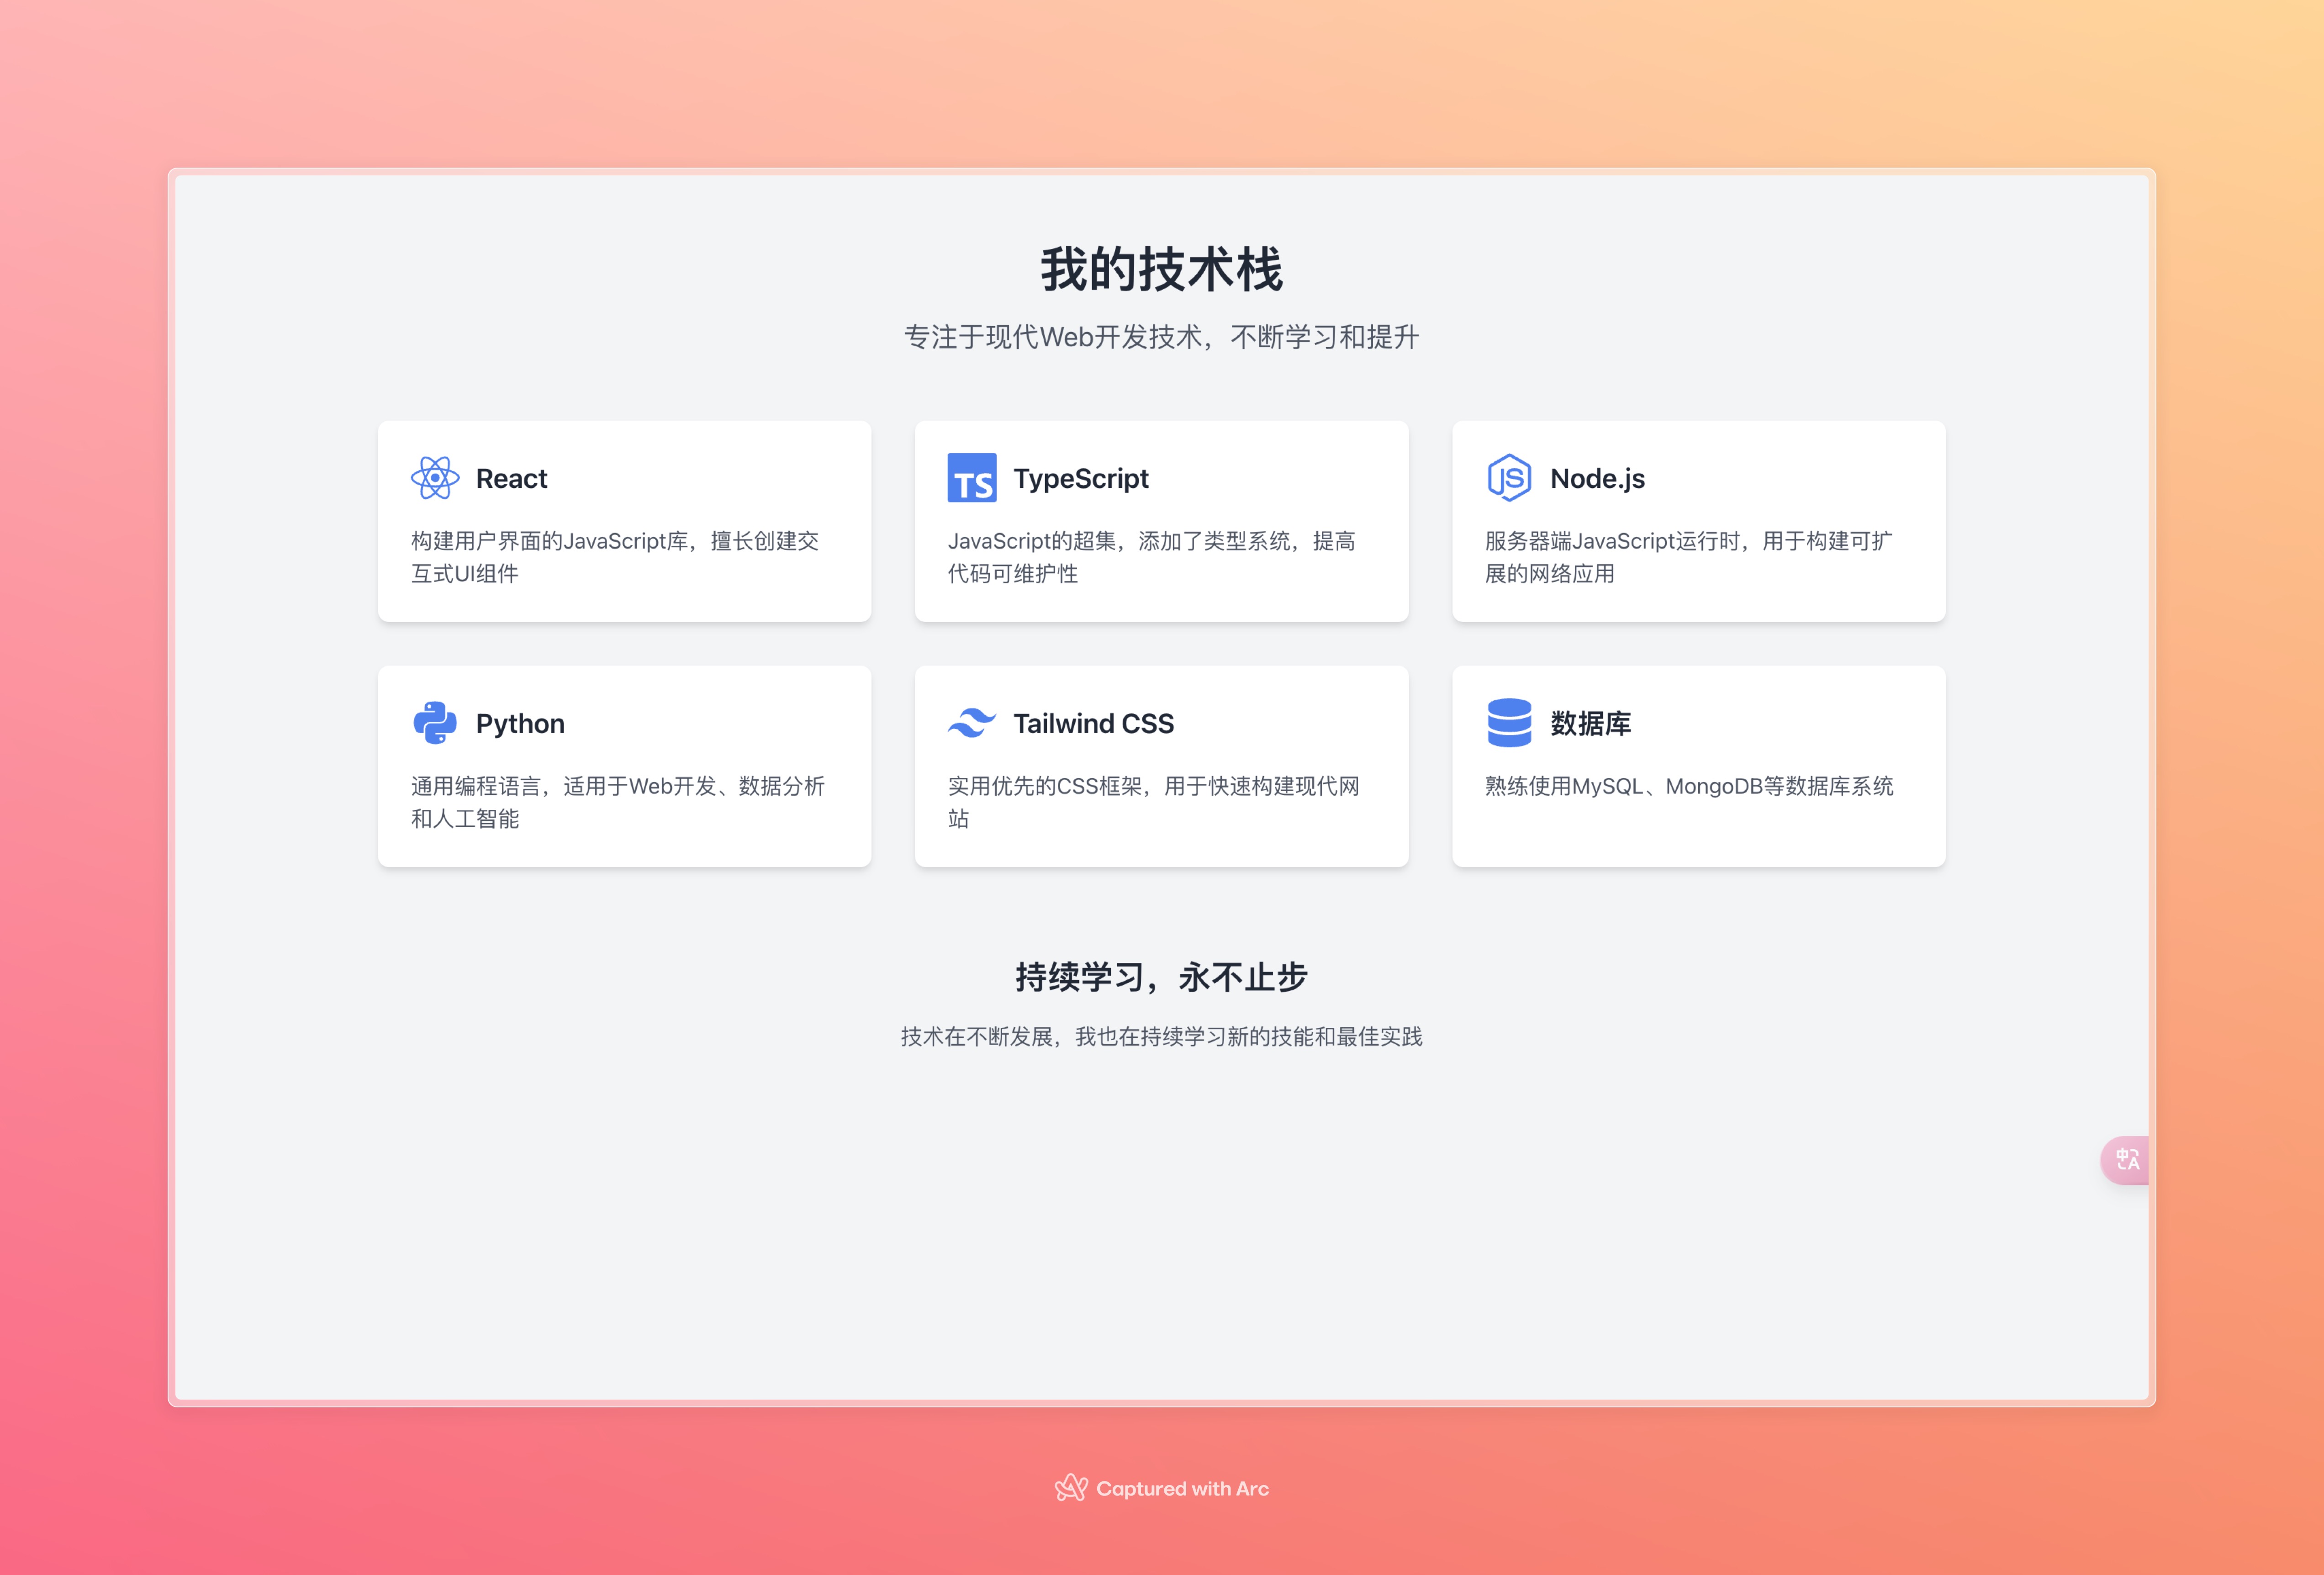 我的技术栈
专注于现代Web开发技术，不断学习和提升
React
构建用户界面的JavaScript库，擅长创建交
互式UI组件
TS
TypeScript
JavaScript的超集，添加了类型系统，提高
代码可维护性
JS
Node.js
服务器端JavaScript运行时，用于构建可扩
展的网络应用
Python
通用编程语言，适用于Web开发、数据分析
和人工智能
Tailwind CSS
实用优先的CSS框架，用于快速构建现代网
站
数据库
熟练使用MySQL、MongoDB等数据库系统
持续学习，永不止步
技术在不断发展，我也在持续学习新的技能和最佳实践
中A
Captured with Arc